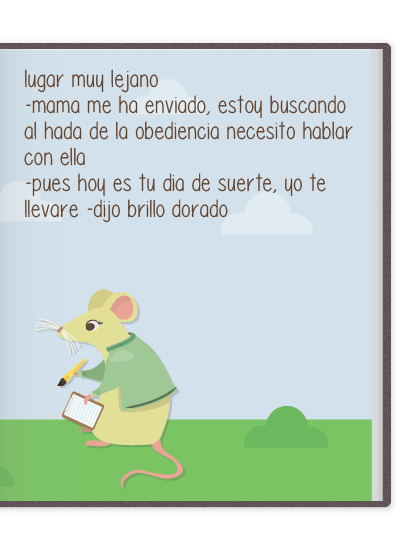 lugar muy lejano
-mama me ha enviado, estoy buscando
al hada de la obediencia necesito hablar
con ella
-pues hoy es tu dia de suerte, yo te
llevare -dijo brillo dorado